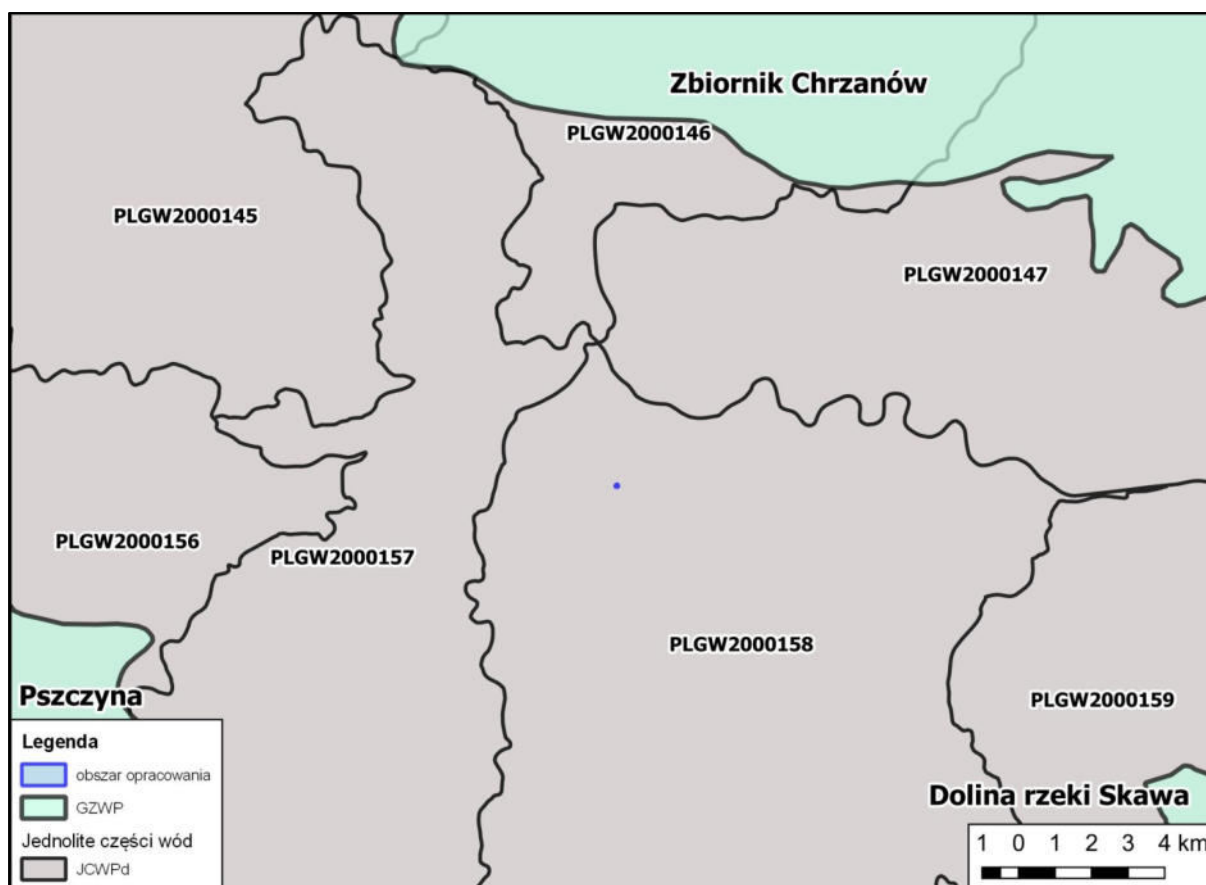 Zbiornik Chrzanów
PLGW2000146
PLGW2000145
PLGW2000147
PLGW2000156
PLGW2000157
PLGW2000158
PLGW2000159
Pszczyna
Dolina rzeki Skawa
Legenda
obszar opracowania
GZWP
Jednolite części wód
JCWPd
1 0 1 2 3 4 km